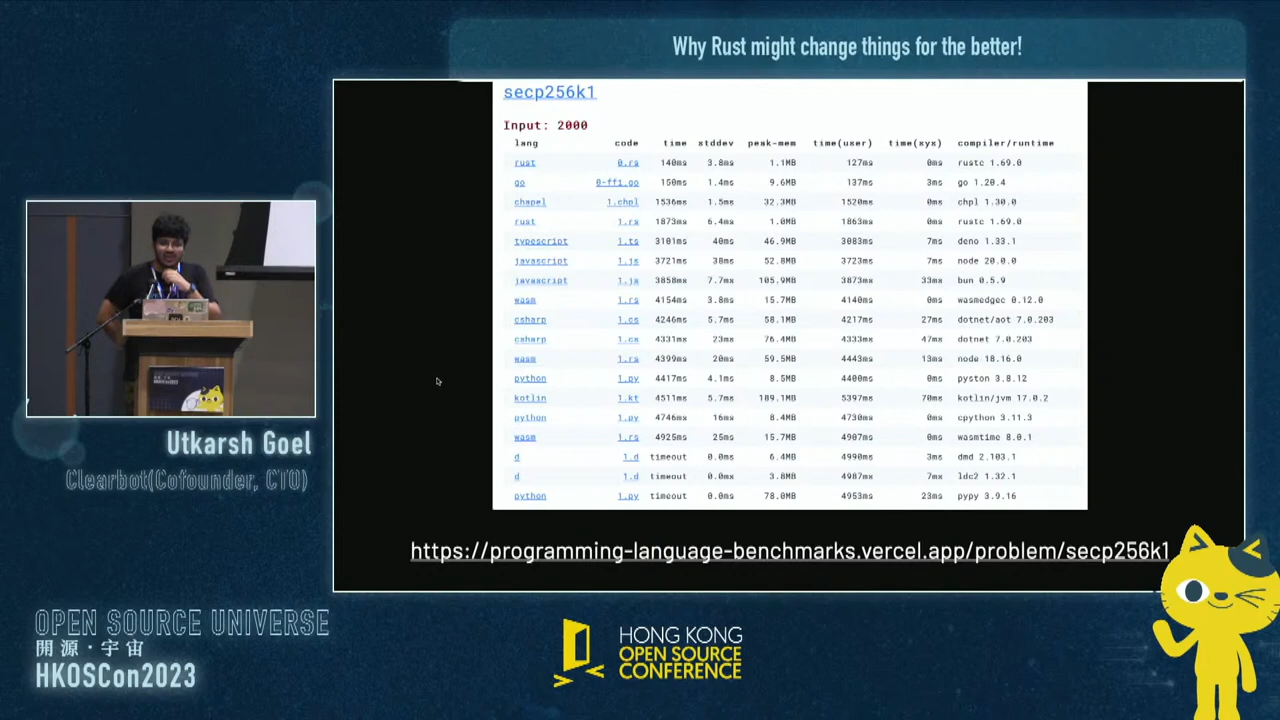 Why Rust might change things for the better!
secp256k1
Input: 2000
lang code time stddev peak-mem time(user) time(sys) compiler/runtime
rust 0.rs 140ms 3.8ms 1.1MB 127ms 0ms rustc 1.69.0
go 0-ffi.go 150ms 1.4ms 9.6MB 137ms 3ms go 1.20.4
chapel 1.chpl 1536ms 1.5ms 32.3MB 1520ms 0ms chpl 1.30.0
rust 1.rs 1873ms 6.4ms 1.0MB 1863ms 0ms rustc 1.69.0
typescript 1.ts 3101ms 40ms 46.9MB 3083ms 7ms deno 1.33.1
javascript 1.js 3721ms 38ms 52.8MB 3723ms 7ms node 20.0.0
javascript 1.js 3858ms 7.7ms 105.9MB 3873ms 33ms bun 0.5.9
wasm 1.rs 4154ms 3.8ms 15.7MB 4140ms 0ms wasmedgec 0.12.0
csharp 1.cs 4246ms 5.7ms 58.1MB 4217ms 27ms dotnet/aot 7.0.203
csharp 1.cs 4331ms 23ms 76.4MB 4333ms 47ms dotnet 7.0.203
wasm 1.rs 4399ms 20ms 59.5MB 4443ms 13ms node 18.16.0
python 1.py 4417ms 4.1ms 8.5MB 4400ms 0ms pyston 3.8.12
kotlin 1.kt 4511ms 5.7ms 189.1MB 5397ms 70ms kotlin/jvm 17.0.2
python 1.py 4746ms 16ms 8.4MB 4730ms 0ms cpython 3.11.3
wasm 1.rs 4925ms 25ms 15.7MB 4907ms 0ms wasmtime 8.0.1
d 1.d timeout 0.0ms 6.4MB 4990ms 3ms dmd 2.103.1
d 1.d timeout 0.0ms 3.8MB 4987ms 7ms ldc2 1.32.1
python 1.py timeout 0.0ms 78.0MB 4953ms 23ms pypy 3.9.16
https://programming-language-benchmarks.vercel.app/problem/secp256k1
Utkarsh Goel
Clearbot(Cofounder, CTO)
OPEN SOURCE UNIVERSE
開源·宇宙
HKOSCon2023
HONG KONG
OPEN SOURCE
CONFERENCE